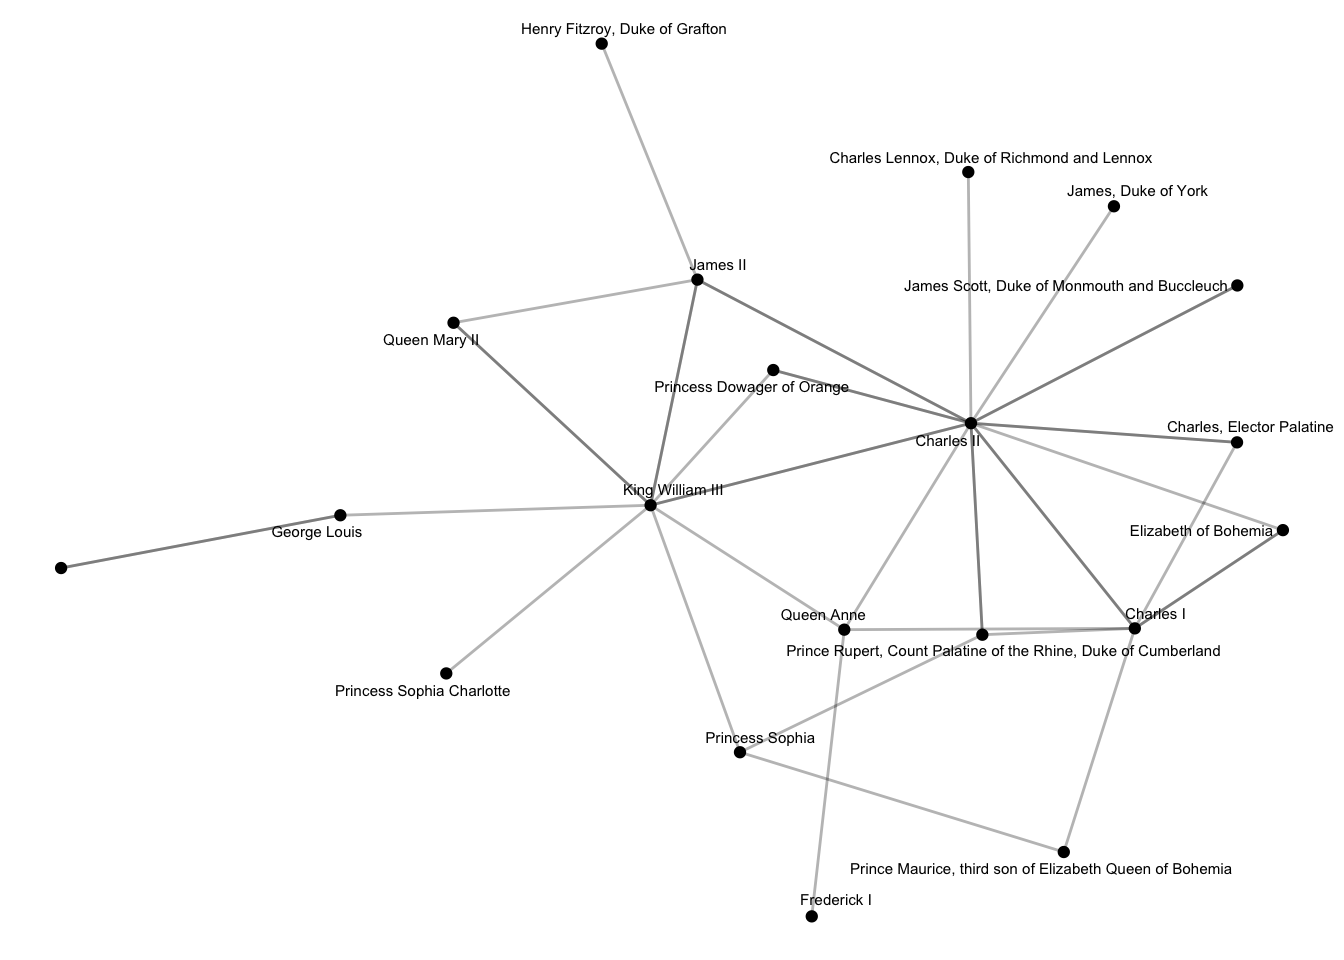 Henry Fitzroy, Duke of Grafton
Charles Lennox, Duke of Richmond and Lennox
James, Duke of York
James II
James Scott, Duke of Monmouth and Buccleuch
Queen Mary II
Princess Dowager of Orange
Charles, Elector Palatine
Charles II
King William III
George Louis
Elizabeth of Bohemia
Queen Anne
Charles I
Prince Rupert, Count Palatine of the Rhine, Duke of Cumberland
Princess Sophia Charlotte
Princess Sophia
Prince Maurice, third son of Elizabeth Queen of Bohemia
Frederick I